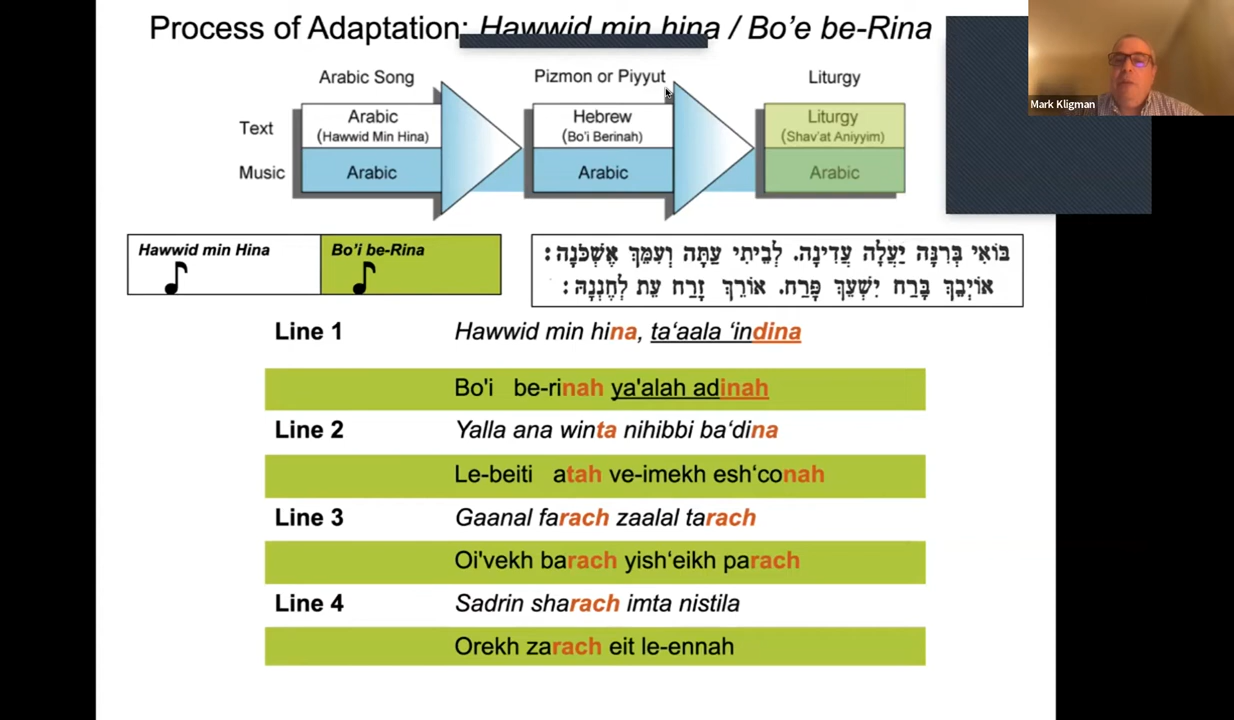 Process of Adaptation: Hawwid min hina / Bo'e be-Rina
Arabic Song
Pizmon or Piyyut
Liturgy
Mark Kligman
Text
Arabic
(Hawwid Min Hina)
Hebrew
(Bo'i Berinah)
Liturgy
(Shav'at Aniyyim)
Music
Arabic
Arabic
Arabic
Hawwid min Hina
Bo'i be-Rina
בּוֹאִי בְּרִנָּה יַעֲלָה עֲדִינָה. לְבֵיתִי עַתָּה וְעִמֵּךְ אֶשְׁכֹּנָה:
אוֹיְבֵךְ בָּרַח יִשְׁעֵךְ פָּרַח. אוֹרֵךְ זָרַח עֵת לְחֶנְנָהּ:
Line 1 Hawwid min hina, ta‘aala ‘indina
Bo'i be-rinah ya'alah adinah
Line 2 Yalla ana winta nihibbi ba‘dina
Le-beiti atah ve-imekh esh‘conah
Line 3 Gaanal farach zaalal tarach
Oi'vekh barach yish‘eikh parach
Line 4 Sadrin sharach imta nistila
Orekh zarach eit le-ennah